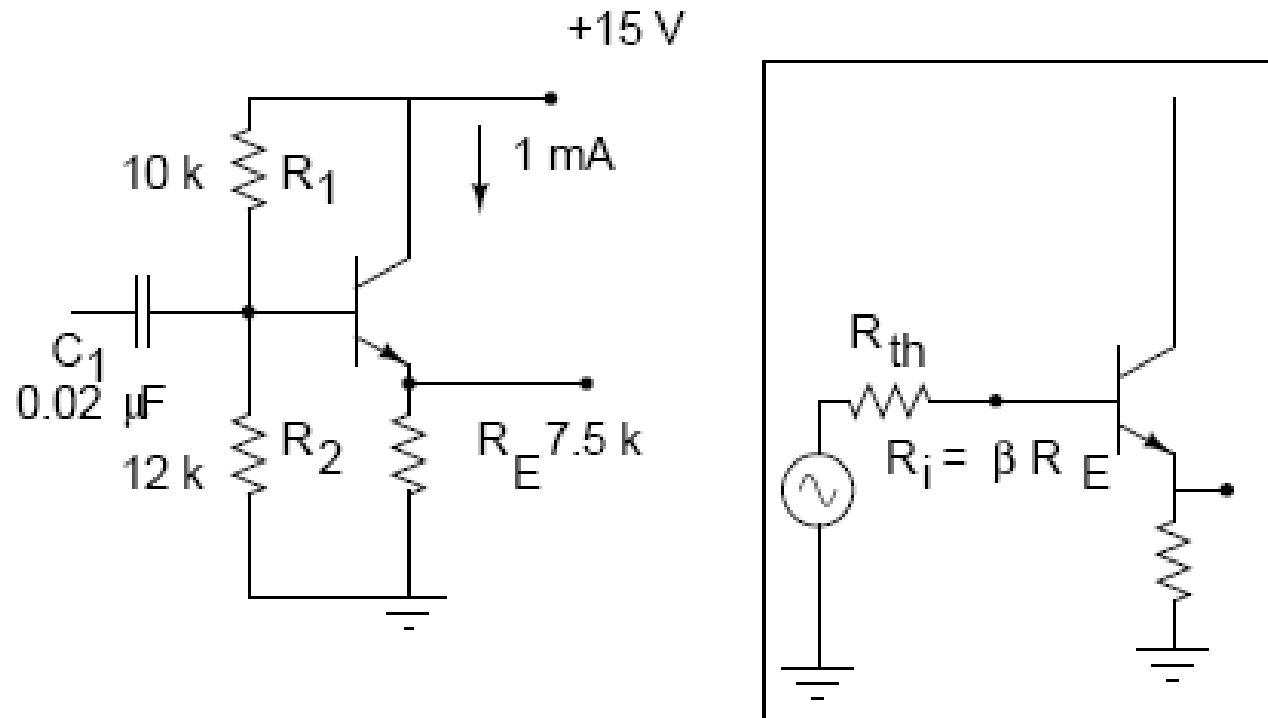 +15 V
10 k R1
1 mA
C1
0.02 µF
12 k R2
RE 7.5 k
Rth
Ri = β RE